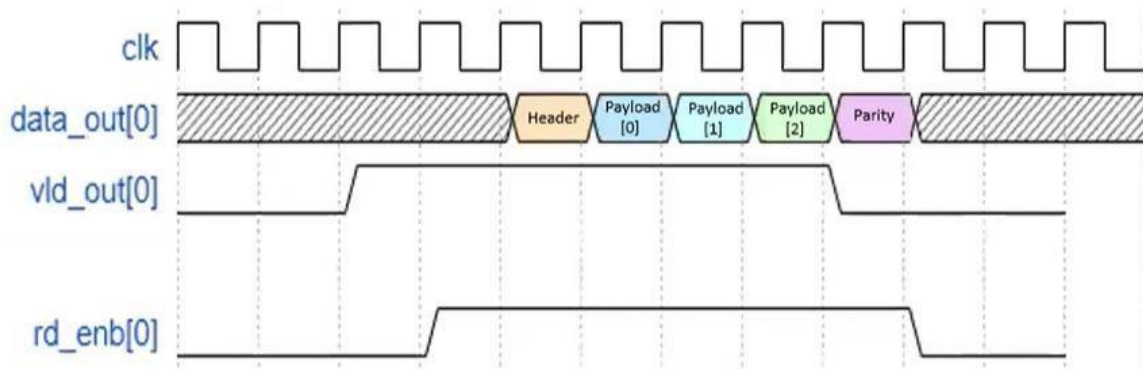 clk
data_out[0]
Header
Payload
[0]
Payload
[1]
Payload
[2]
Parity
vld_out[0]
rd_enb[0]